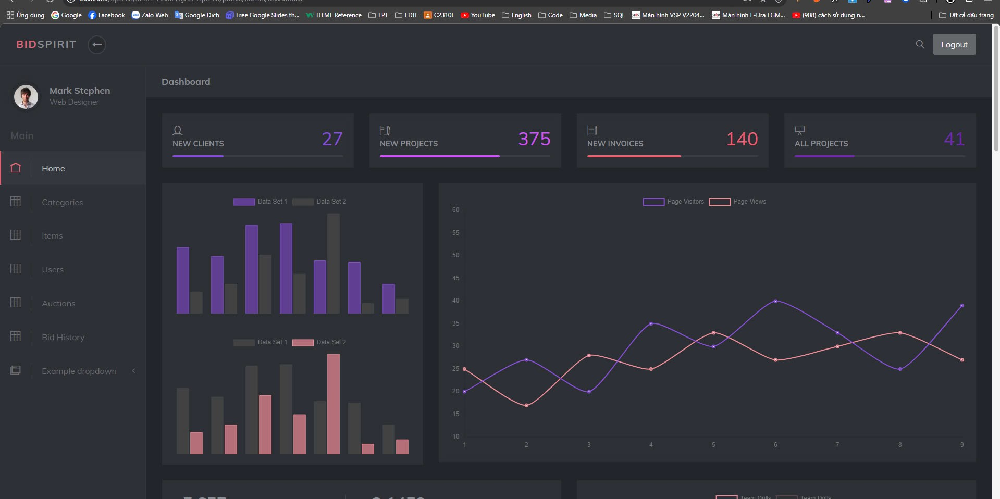 Ứng dụng Google Facebook Zalo Web Google Dịch Free Google Slides th... HTML Reference FPT EDIT C2310L YouTube English Code Media SQL Màn hình VSP V2204... Màn hình E-Dra EGM... (908) cách sử dụng n... Tất cả dấu trang
BIDSPIRIT
Logout
Mark Stephen
Web Designer
Main
Home
Categories
Items
Users
Auctions
Bid History
Example dropdown
Dashboard
NEW CLIENTS 27
NEW PROJECTS 375
NEW INVOICES 140
ALL PROJECTS 41
Data Set 1 Data Set 2
Data Set 1 Data Set 2
Page Visitors Page Views
60
55
50
45
40
35
30
25
20
15
10
1 2 3 4 5 6 7 8 9
Team Drills Team Drills